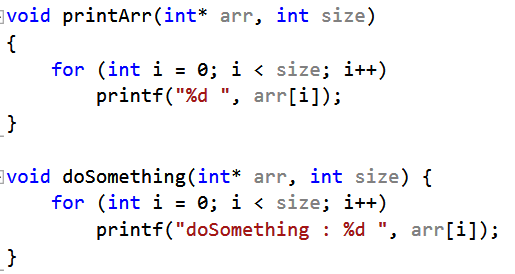 void printArr(int* arr, int size)
{
    for (int i = 0; i < size; i++)
        printf("%d ", arr[i]);
}

void doSomething(int* arr, int size) {
    for (int i = 0; i < size; i++)
        printf("doSomething : %d ", arr[i]);
}